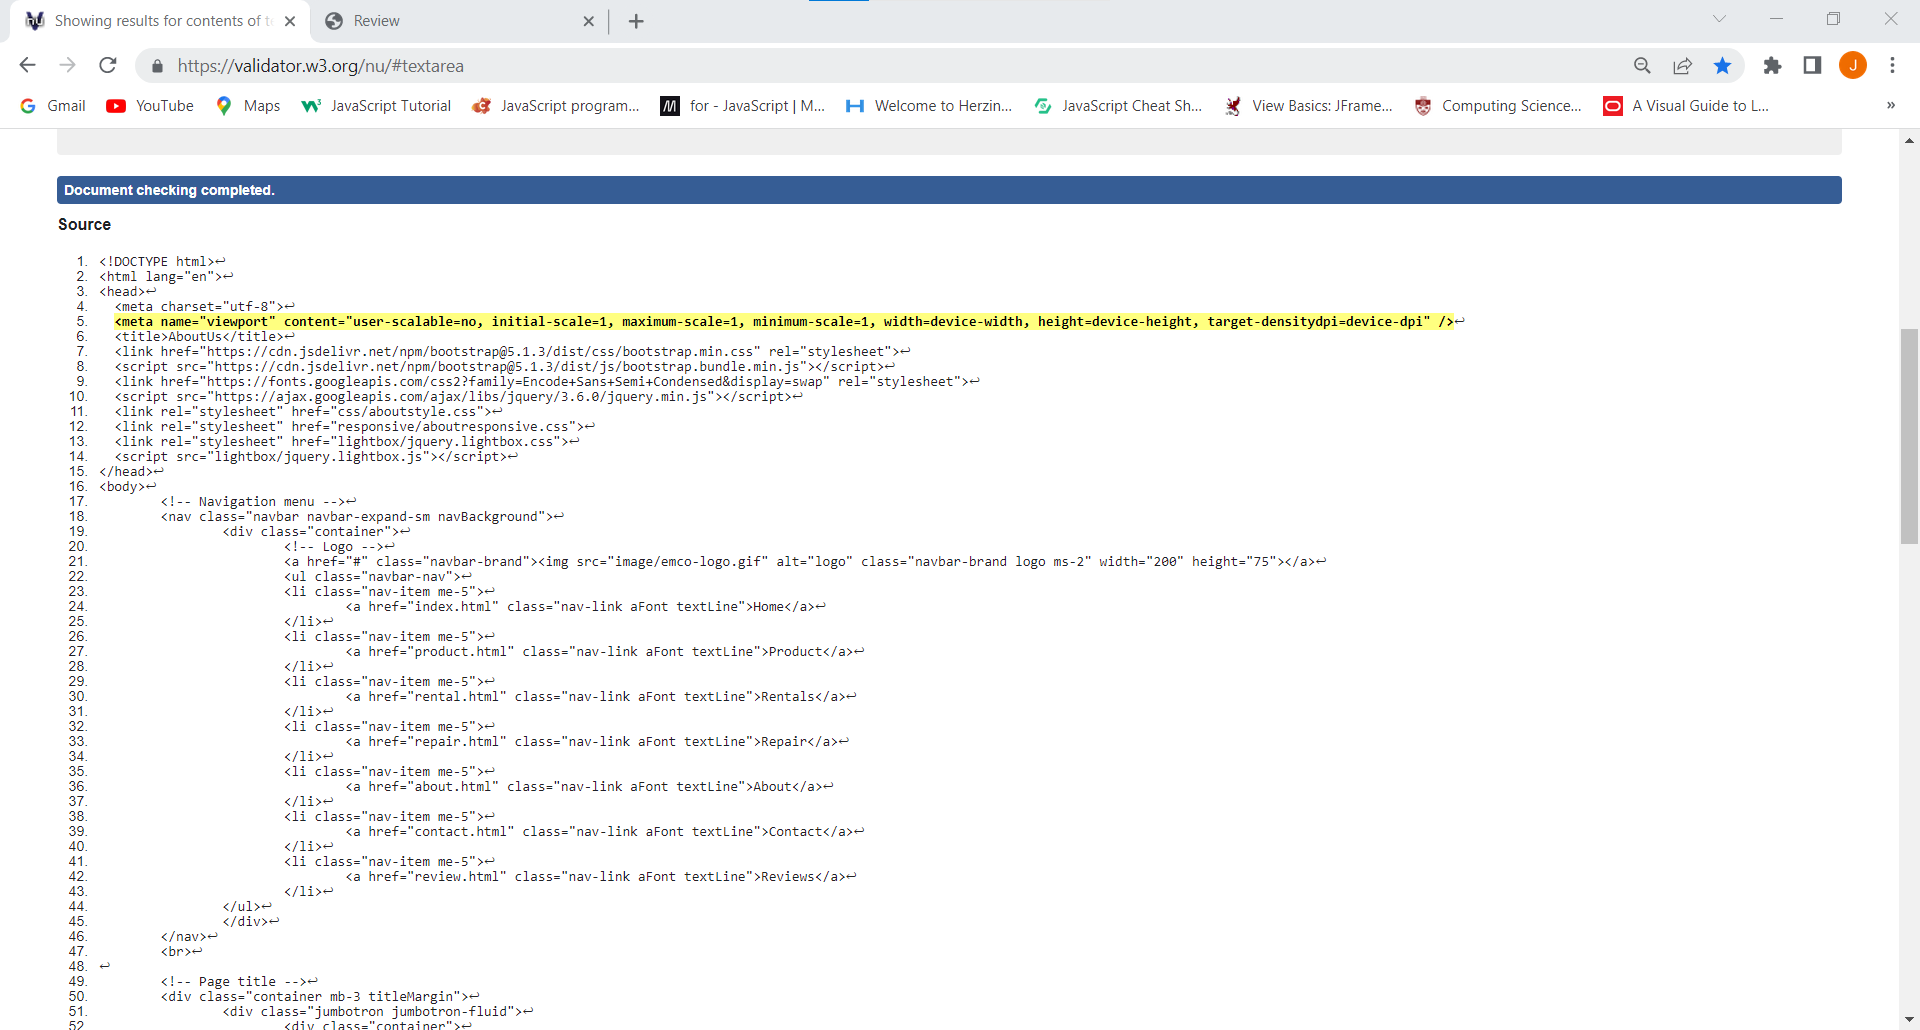 Showing results for contents of te
Review
https://validator.w3.org/nu/#textarea
J
Gmail YouTube Maps JavaScript Tutorial JavaScript program... for - JavaScript | M... Welcome to Herzin... JavaScript Cheat Sh... View Basics: JFrame... Computing Science... A Visual Guide to L... »
Document checking completed.
Source
1. <!DOCTYPE html>↩
2. <html lang="en">↩
3. <head>↩
4. <meta charset="utf-8">↩
5. <meta name="viewport" content="user-scalable=no, initial-scale=1, maximum-scale=1, minimum-scale=1, width=device-width, height=device-height, target-densitydpi=device-dpi" />↩
6. <title>AboutUs</title>↩
7. <link href="https://cdn.jsdelivr.net/npm/bootstrap@5.1.3/dist/css/bootstrap.min.css" rel="stylesheet">↩
8. <script src="https://cdn.jsdelivr.net/npm/bootstrap@5.1.3/dist/js/bootstrap.bundle.min.js"></script>↩
9. <link href="https://fonts.googleapis.com/css2?family=Encode+Sans+Semi+Condensed&display=swap" rel="stylesheet">↩
10. <script src="https://ajax.googleapis.com/ajax/libs/jquery/3.6.0/jquery.min.js"></script>↩
11. <link rel="stylesheet" href="css/aboutstyle.css">↩
12. <link rel="stylesheet" href="responsive/aboutresponsive.css">↩
13. <link rel="stylesheet" href="lightbox/jquery.lightbox.css">↩
14. <script src="lightbox/jquery.lightbox.js"></script>↩
15. </head>↩
16. <body>↩
17. <!-- Navigation menu -->↩
18. <nav class="navbar navbar-expand-sm navBackground">↩
19. <div class="container">↩
20. <!-- Logo -->↩
21. <a href="#" class="navbar-brand"><img src="image/emco-logo.gif" alt="logo" class="navbar-brand logo ms-2" width="200" height="75"></a>↩
22. <ul class="navbar-nav">↩
23. <li class="nav-item me-5">↩
24. <a href="index.html" class="nav-link aFont textLine">Home</a>↩
25. </li>↩
26. <li class="nav-item me-5">↩
27. <a href="product.html" class="nav-link aFont textLine">Product</a>↩
28. </li>↩
29. <li class="nav-item me-5">↩
30. <a href="rental.html" class="nav-link aFont textLine">Rentals</a>↩
31. </li>↩
32. <li class="nav-item me-5">↩
33. <a href="repair.html" class="nav-link aFont textLine">Repair</a>↩
34. </li>↩
35. <li class="nav-item me-5">↩
36. <a href="about.html" class="nav-link aFont textLine">About</a>↩
37. </li>↩
38. <li class="nav-item me-5">↩
39. <a href="contact.html" class="nav-link aFont textLine">Contact</a>↩
40. </li>↩
41. <li class="nav-item me-5">↩
42. <a href="review.html" class="nav-link aFont textLine">Reviews</a>↩
43. </li>↩
44. </ul>↩
45. </div>↩
46. </nav>↩
47. <br>↩
48. ↩
49. <!-- Page title -->↩
50. <div class="container mb-3 titleMargin">↩
51. <div class="jumbotron jumbotron-fluid">↩
52. <div class="container">↩